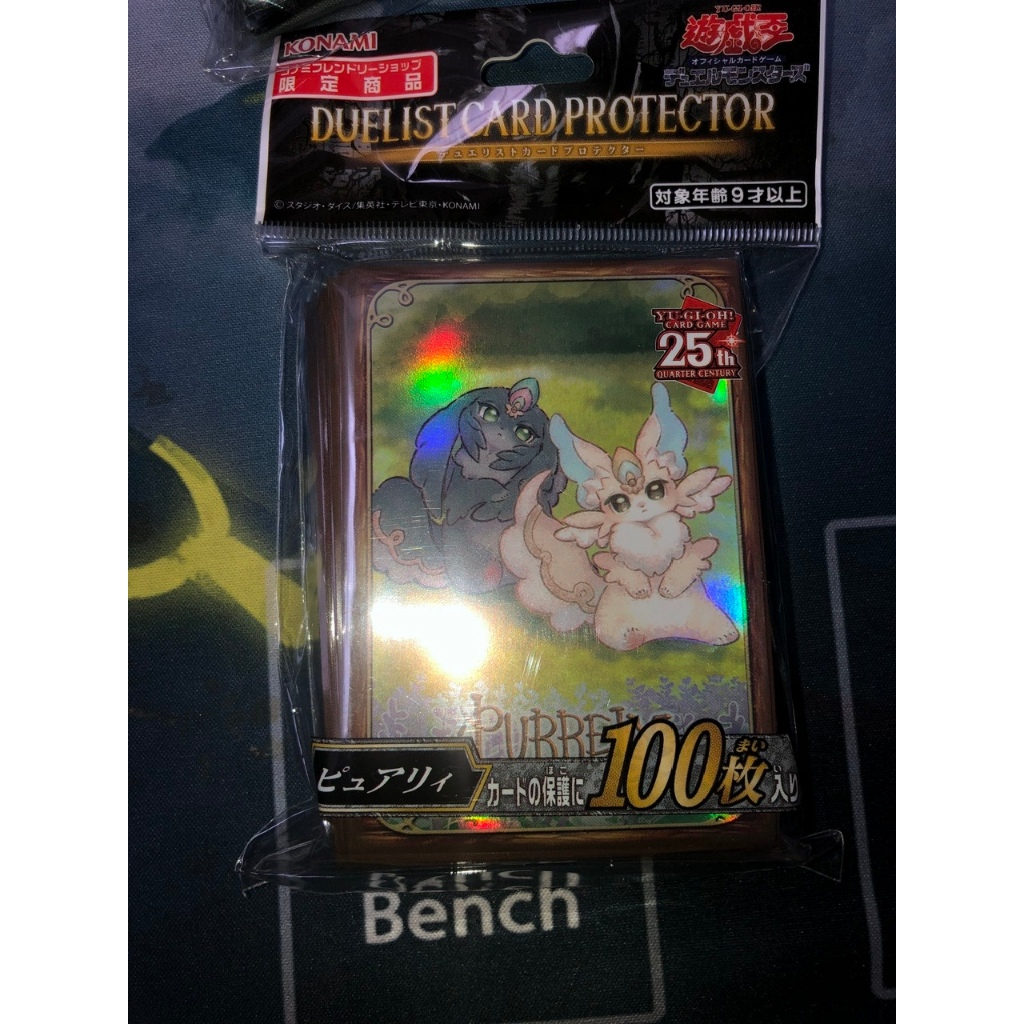 KONAMI
コナミフレンドリーショップ
限定商品
YU-GI-OH!
遊戯王
オフィシャルカードゲーム
デュエルモンスターズ
DUELIST CARD PROTECTOR
デュエリストカードプロテクター
対象年齢9才以上
©スタジオ・ダイス/集英社・テレビ東京・KONAMI
YU-GI-OH!
CARD GAME
25th
QUARTER CENTURY
ピュアリィ
カードの保護に100枚入り
ほご
まい
Bench